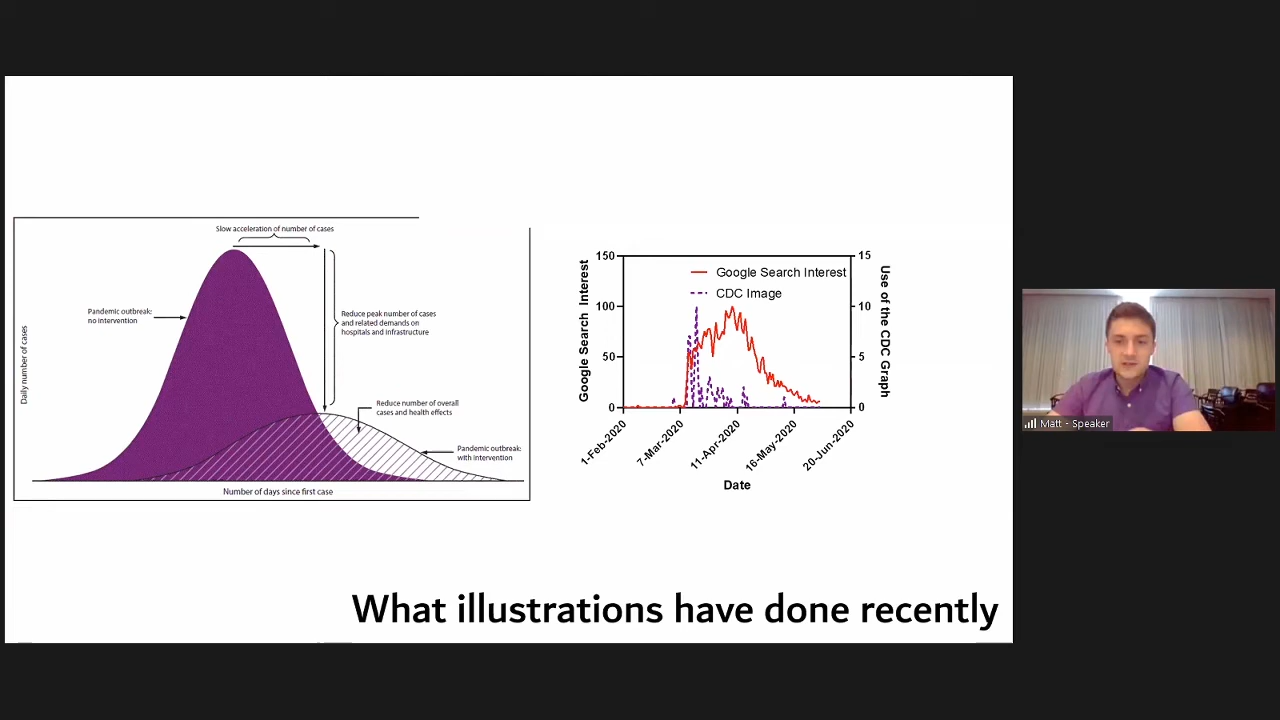 Slow acceleration of number of cases
Pandemic outbreak:
no intervention
Reduce peak number of cases
and related demands on
hospitals and infrastructure
Reduce number of overall
cases and health effects
Pandemic outbreak:
with intervention
Daily number of cases
Number of days since first case
Google Search Interest
150
100
50
0
Google Search Interest
CDC Image
15
10
5
0
Use of the CDC Graph
1-Feb-2020
7-Mar-2020
11-Apr-2020
16-May-2020
20-Jun-2020
Date
What illustrations have done recently
Matt - Speaker